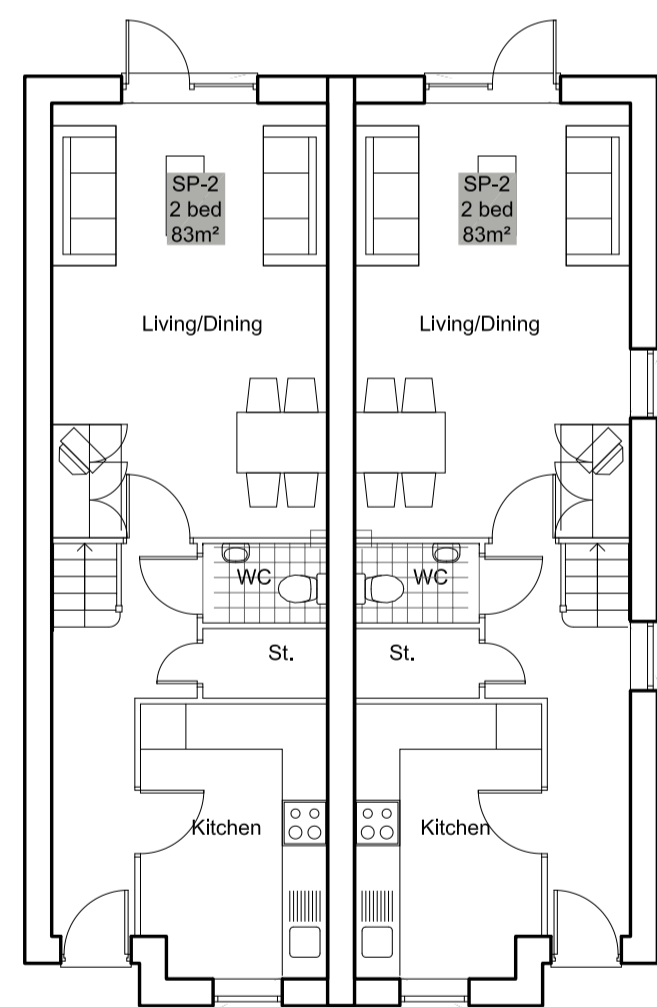 SP-2
2 bed
83m²
SP-2
2 bed
83m²
Living/Dining
Living/Dining
WC
WC
St.
St.
Kitchen
Kitchen